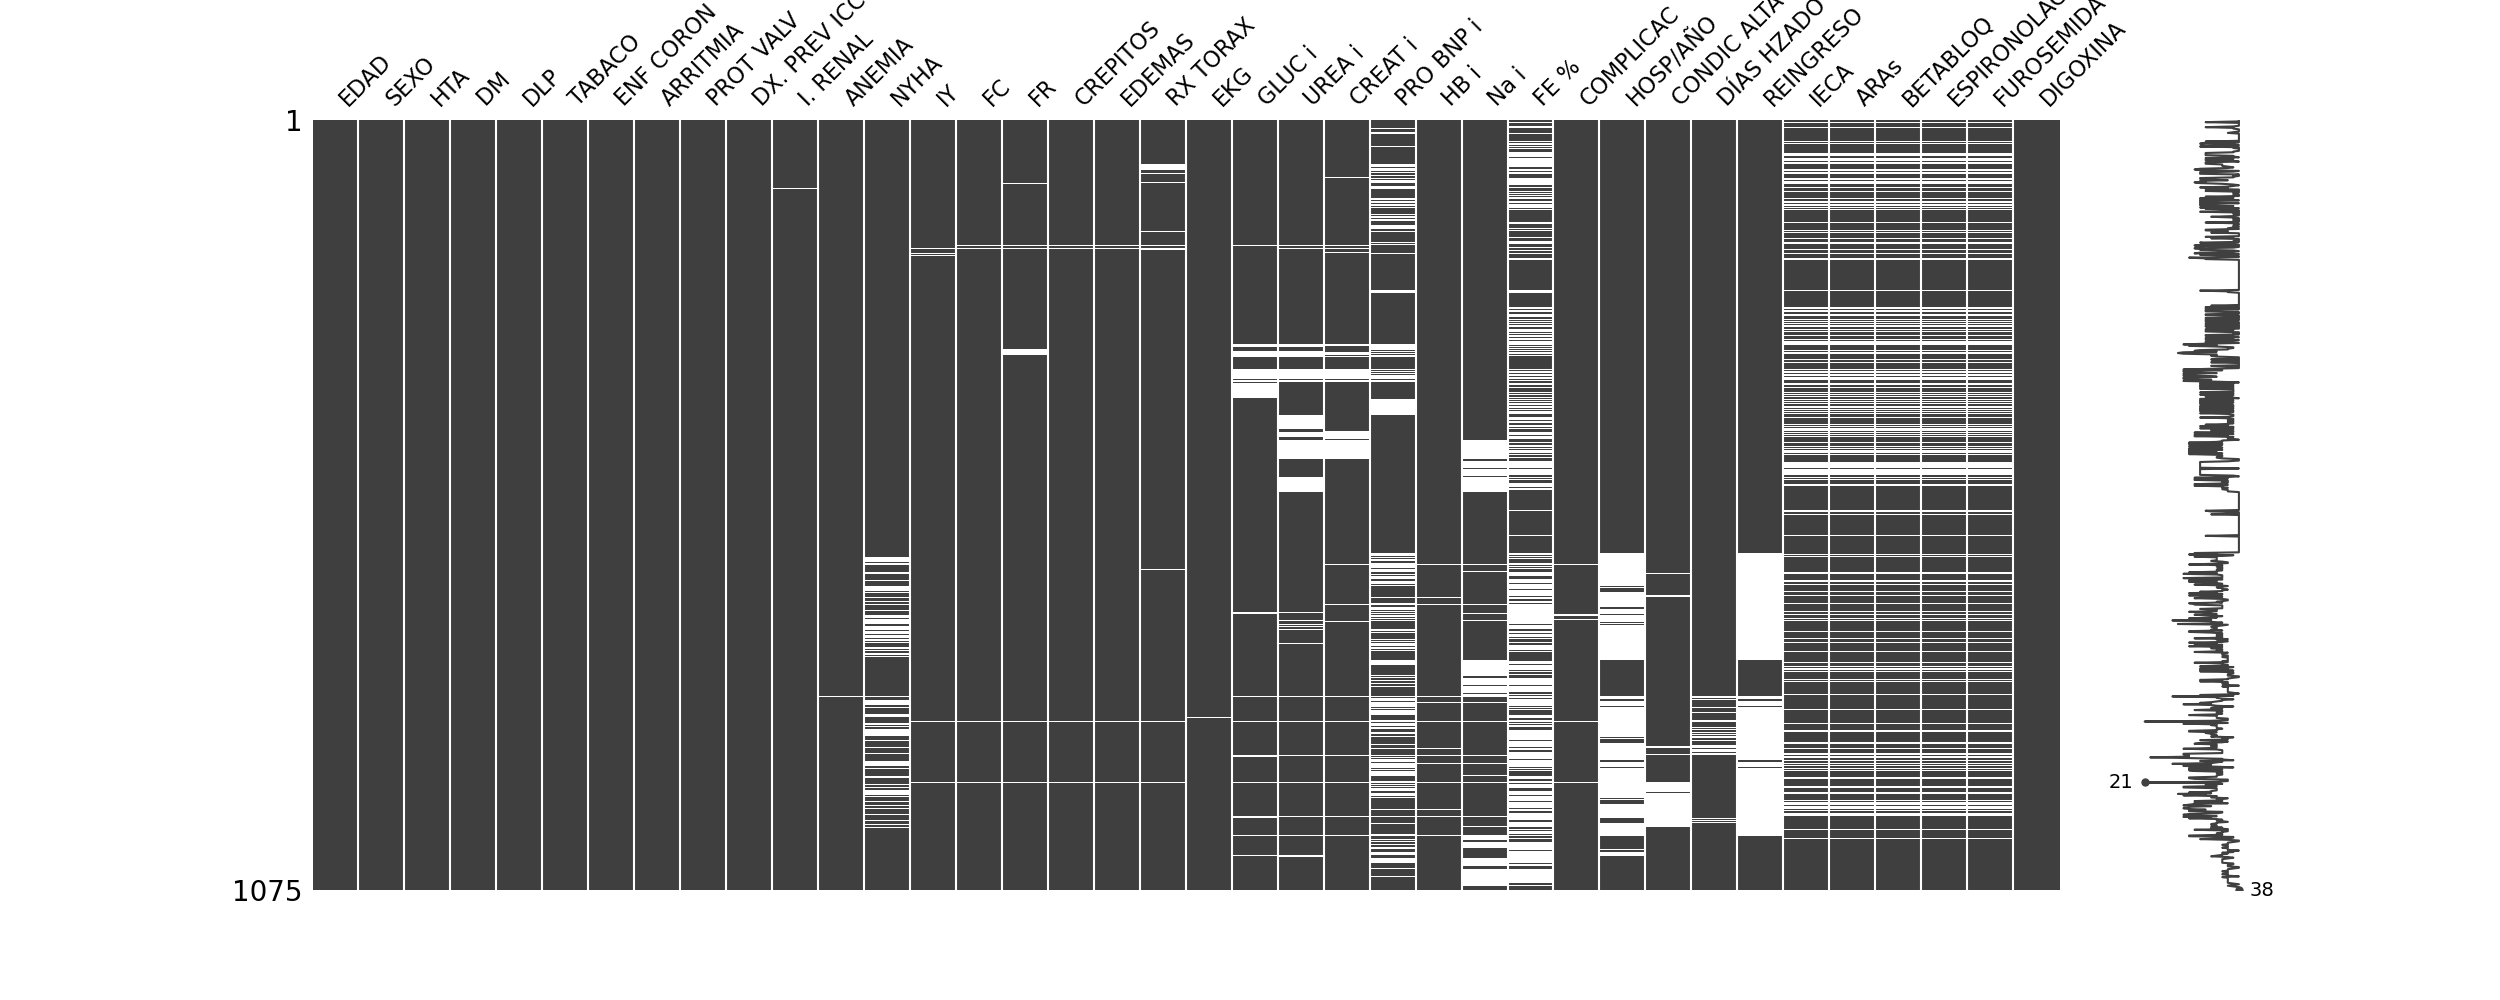 EDAD
SEXO
HTA
DM
DLP
TABACO
ENF CORON
ARRITMIA
PROT VALV
DX. PREV ICC
I. RENAL
ANEMIA
NYHA
IY
FC
FR
CREPITOS
EDEMAS
RX TORAX
EKG
GLUC i
UREA i
CREAT i
PRO BNP i
HB i
Na i
FE %
COMPLICAC
HOSP/AÑO
CONDIC ALTA
DÍAS HZADO
REINGRESO
IECA
ARAs
BETABLOQ
FUROSEMIDA
DIGOXINA
1
21
1075
38